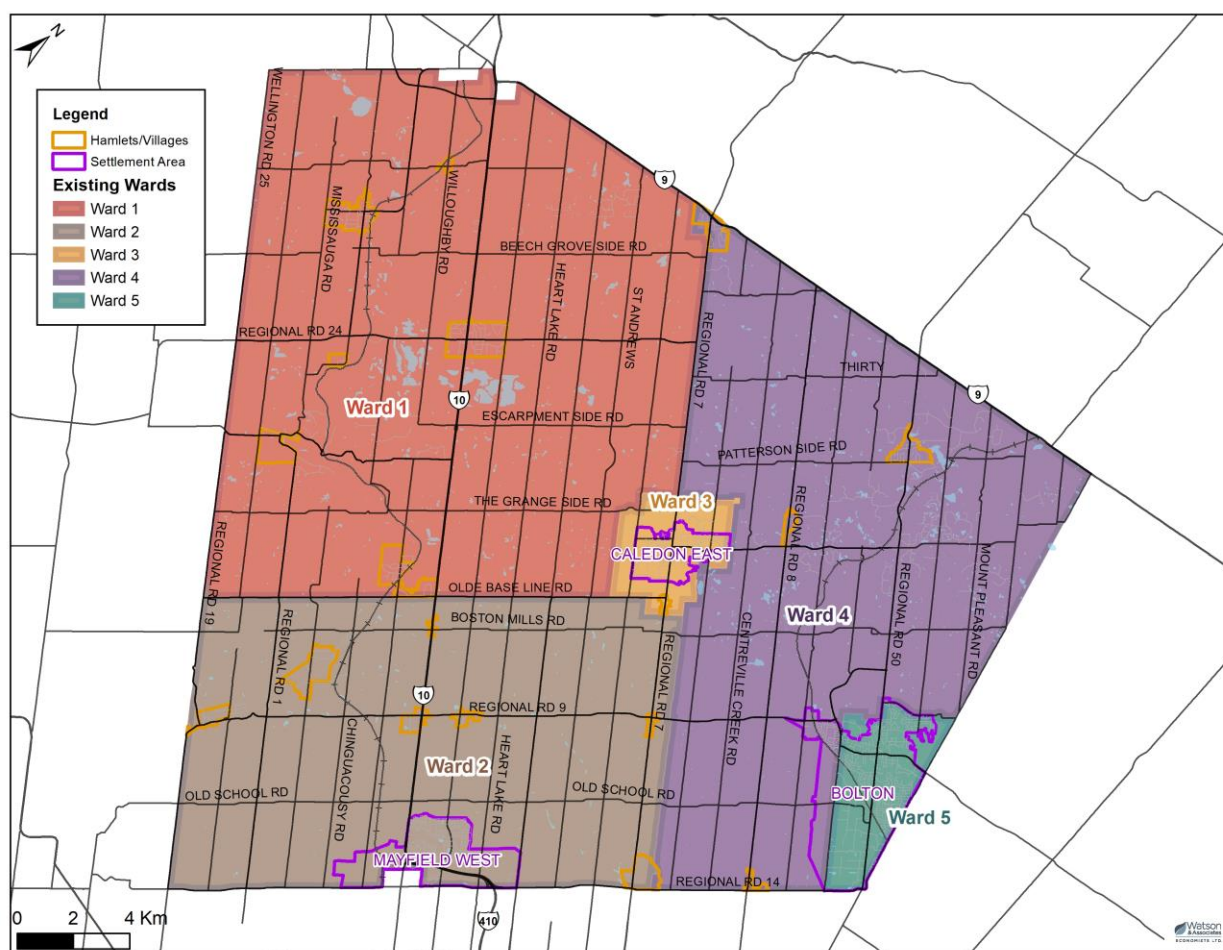 N
Legend
Hamlets/Villages
Settlement Area
Existing Wards
Ward 1
Ward 2
Ward 3
Ward 4
Ward 5
WELLINGTON RD 25
MISSISSAUGA RD
WILLOUGHBY RD
9
BEECH GROVE SIDE RD
HEART LAKE RD
ST ANDREWS
REGIONAL RD 7
REGIONAL RD 24
THIRTY
9
Ward 1
10
ESCARPMENT SIDE RD
PATTERSON SIDE RD
THE GRANGE SIDE RD
Ward 3
CALEDON EAST
REGIONAL RD 8
REGIONAL RD 50
MOUNT PLEASANT RD
REGIONAL RD 19
OLDE BASE LINE RD
BOSTON MILLS RD
Ward 4
CENTREVILLE CREEK RD
REGIONAL RD 1
REGIONAL RD 7
10
REGIONAL RD 9
CHINGUACOUSY RD
Ward 2
HEART LAKE RD
OLD SCHOOL RD
OLD SCHOOL RD
BOLTON
Ward 5
MAYFIELD WEST
REGIONAL RD 14
410
0 2 4 Km
Watson
& Associates
ECONOMISTS LTD.